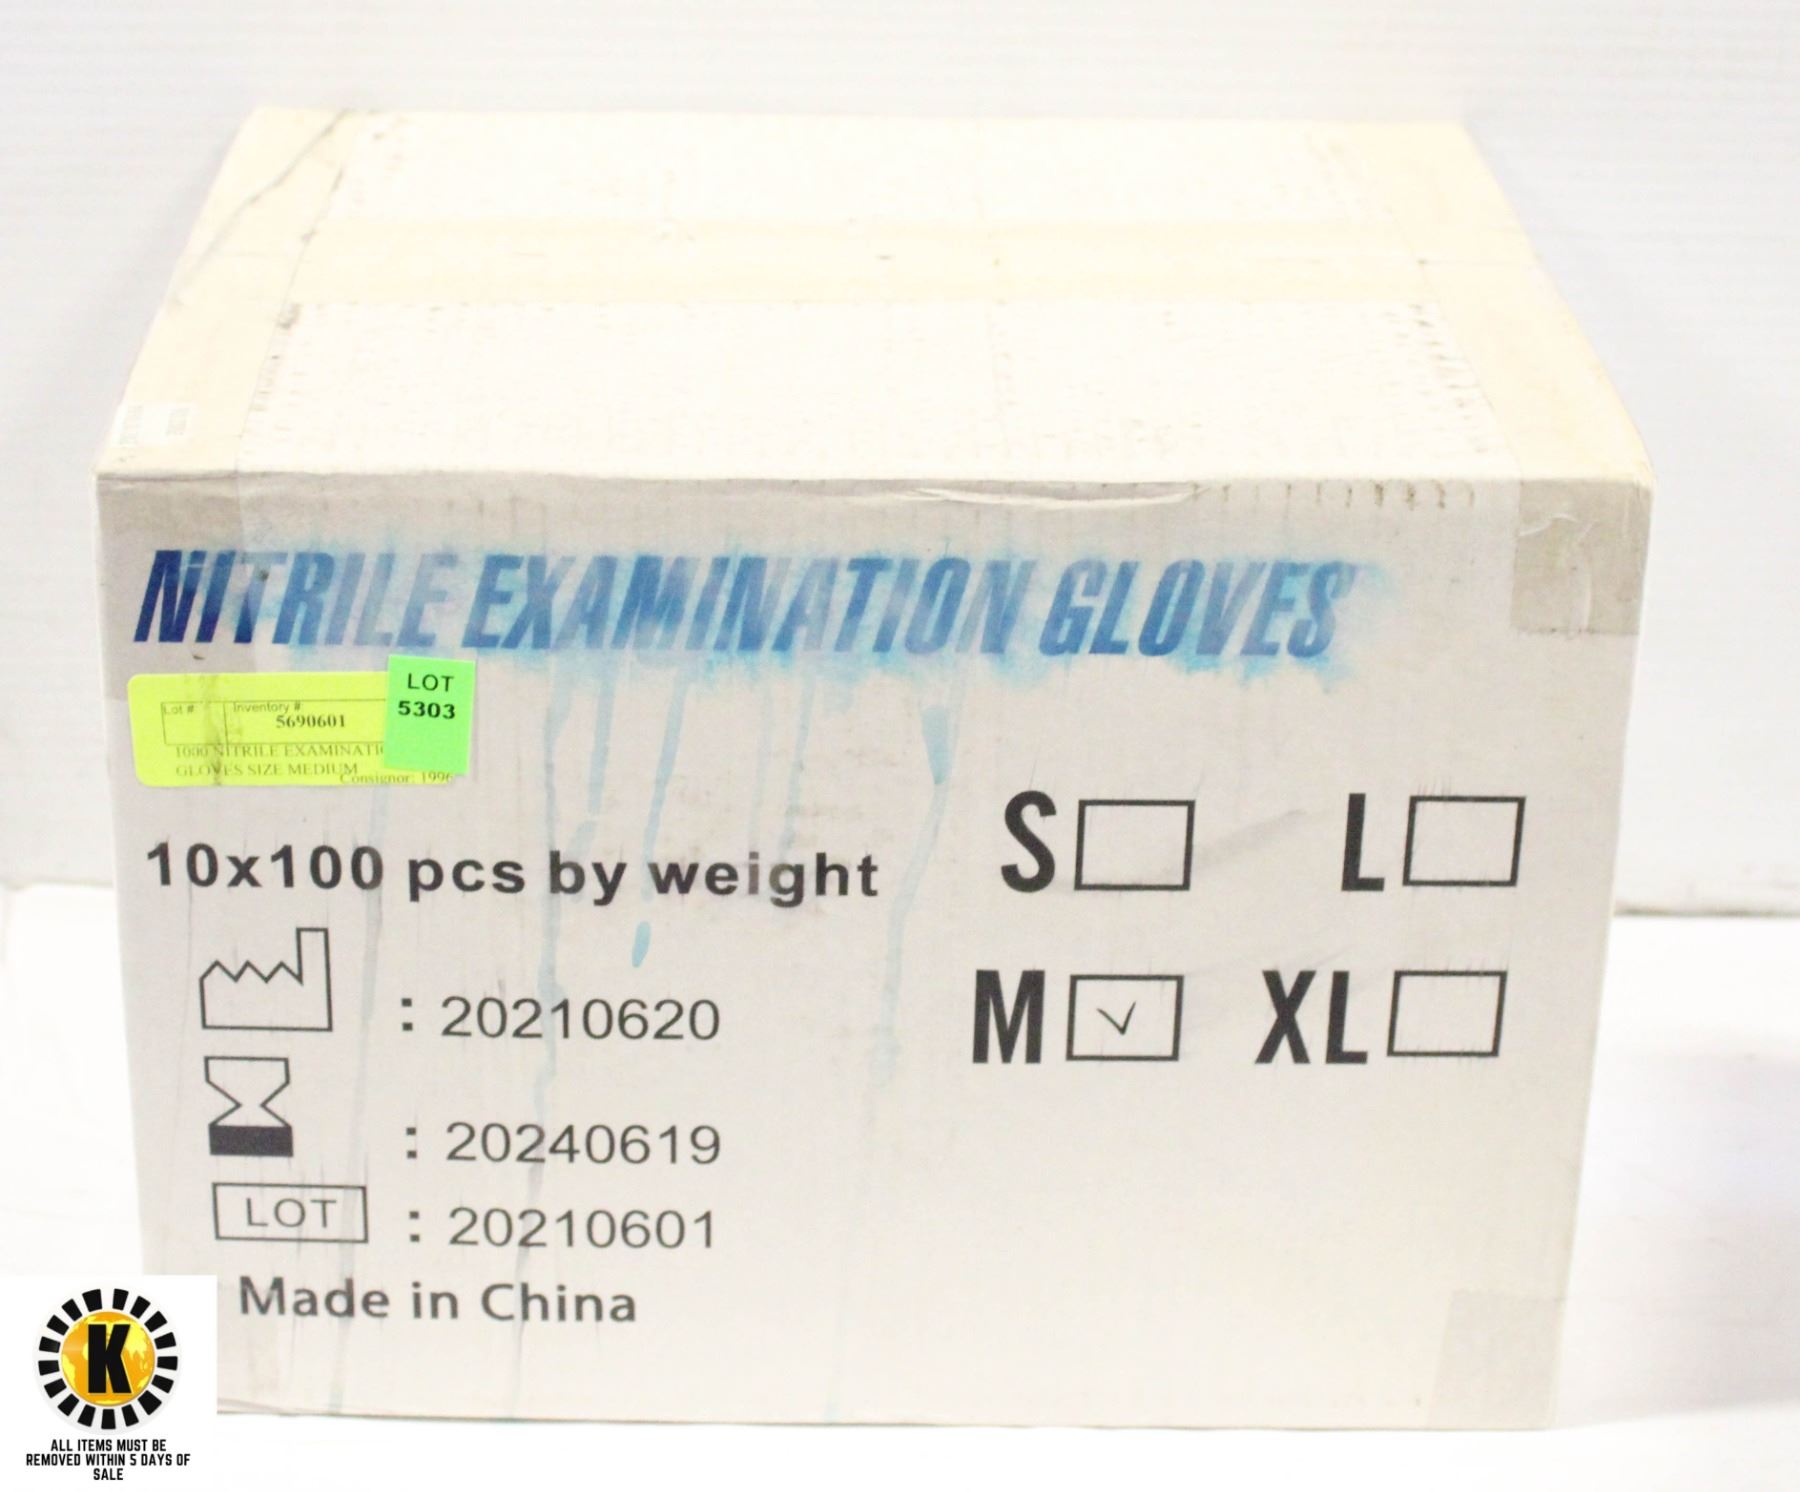 NITRILE EXAMINATION GLOVES
LOT
5303
Lot # Inventory #
5690601
1000 NITRILE
GLOVES SIZE MEDIUM
Consignor: 1996
10x100 pcs by weight
S L
M XL
: 20210620
: 20240619
LOT : 20210601
Made in China
K
ALL ITEMS MUST BE
REMOVED WITHIN 5 DAYS OF
SALE